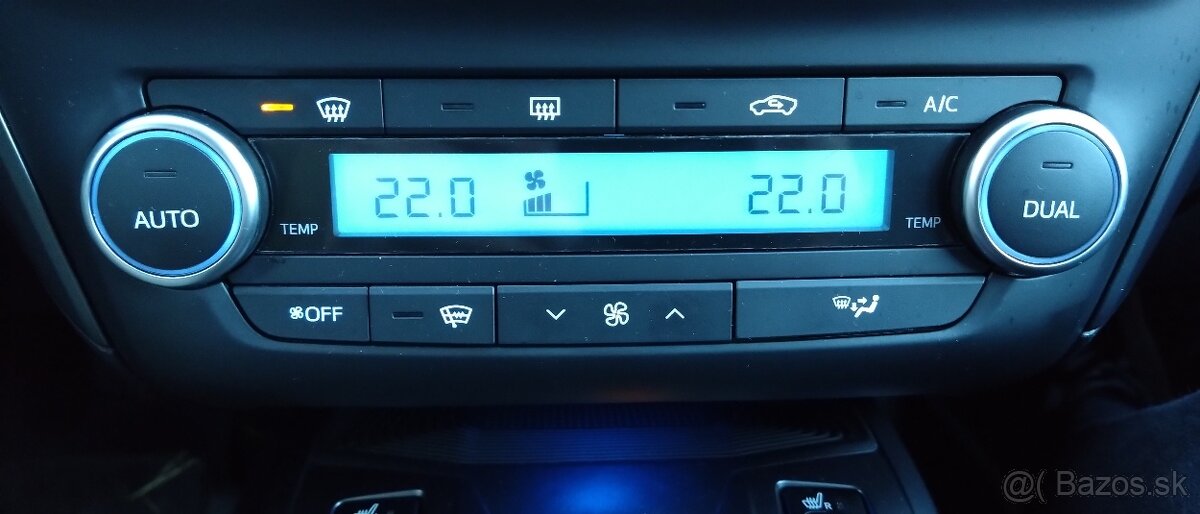 A/C
AUTO
TEMP
22.0
22.0
TEMP
DUAL
OFF
R
@( Bazos.sk